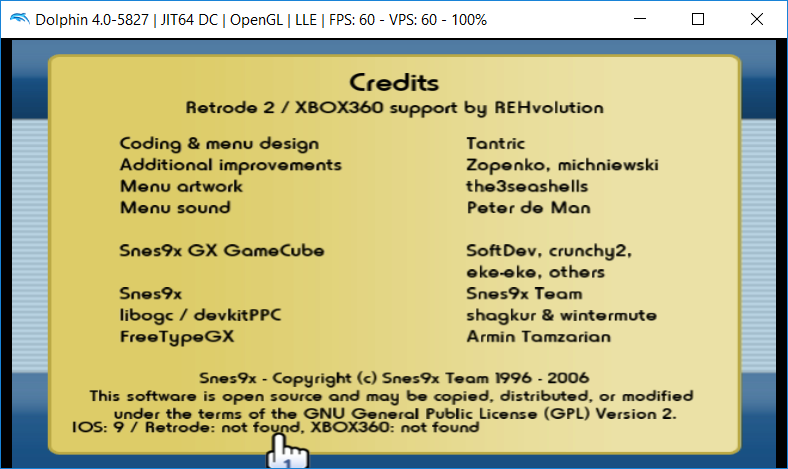 Dolphin 4.0-5827 | JIT64 DC | OpenGL | LLE | FPS: 60 - VPS: 60 - 100%
Credits
Retrode 2 / XBOX360 support by REHvolution
Coding & menu design Tantric
Additional improvements Zopenko, michniewski
Menu artwork the3seashells
Menu sound Peter de Man
Snes9x GX GameCube SoftDev, crunchy2,
eke-eke, others
Snes9x Snes9x Team
libogc / devkitPPC shagkur & wintermute
FreeTypeGX Armin Tamzarian
Snes9x - Copyright (c) Snes9x Team 1996 - 2006
This software is open source and may be copied, distributed, or modified
under the terms of the GNU General Public License (GPL) Version 2.
IOS: 9 / Retrode: not found, XBOX360: not found
1